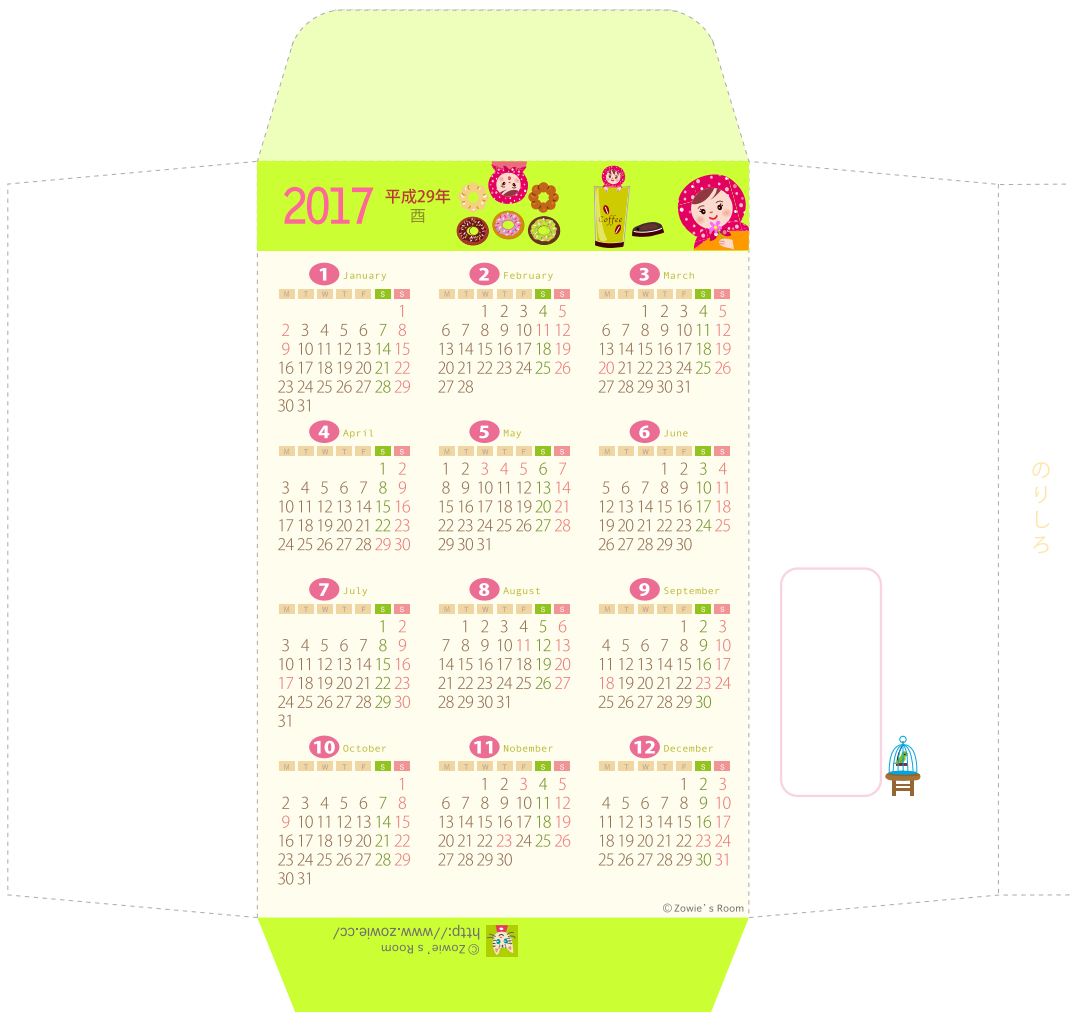 2017 平成29年
酉
Coffee
1 January
M T W T F S S
1
2 3 4 5 6 7 8
9 10 11 12 13 14 15
16 17 18 19 20 21 22
23 24 25 26 27 28 29
30 31
2 February
M T W T F S S
1 2 3 4 5
6 7 8 9 10 11 12
13 14 15 16 17 18 19
20 21 22 23 24 25 26
27 28
3 March
M T W T F S S
1 2 3 4 5
6 7 8 9 10 11 12
13 14 15 16 17 18 19
20 21 22 23 24 25 26
27 28 29 30 31
4 April
M T W T F S S
1 2
3 4 5 6 7 8 9
10 11 12 13 14 15 16
17 18 19 20 21 22 23
24 25 26 27 28 29 30
5 May
M T W T F S S
1 2 3 4 5 6 7
8 9 10 11 12 13 14
15 16 17 18 19 20 21
22 23 24 25 26 27 28
29 30 31
6 June
M T W T F S S
1 2 3 4
5 6 7 8 9 10 11
12 13 14 15 16 17 18
19 20 21 22 23 24 25
26 27 28 29 30
7 July
M T W T F S S
1 2
3 4 5 6 7 8 9
10 11 12 13 14 15 16
17 18 19 20 21 22 23
24 25 26 27 28 29 30
31
8 August
M T W T F S S
1 2 3 4 5 6
7 8 9 10 11 12 13
14 15 16 17 18 19 20
21 22 23 24 25 26 27
28 29 30 31
9 September
M T W T F S S
1 2 3
4 5 6 7 8 9 10
11 12 13 14 15 16 17
18 19 20 21 22 23 24
25 26 27 28 29 30
10 October
M T W T F S S
1
2 3 4 5 6 7 8
9 10 11 12 13 14 15
16 17 18 19 20 21 22
23 24 25 26 27 28 29
30 31
11 Nobember
M T W T F S S
1 2 3 4 5
6 7 8 9 10 11 12
13 14 15 16 17 18 19
20 21 22 23 24 25 26
27 28 29 30
12 December
M T W T F S S
1 2 3
4 5 6 7 8 9 10
11 12 13 14 15 16 17
18 19 20 21 22 23 24
25 26 27 28 29 30 31
© Zowie's Room
© Zowie's Room
http://www.zowie.cc/
のりしろ